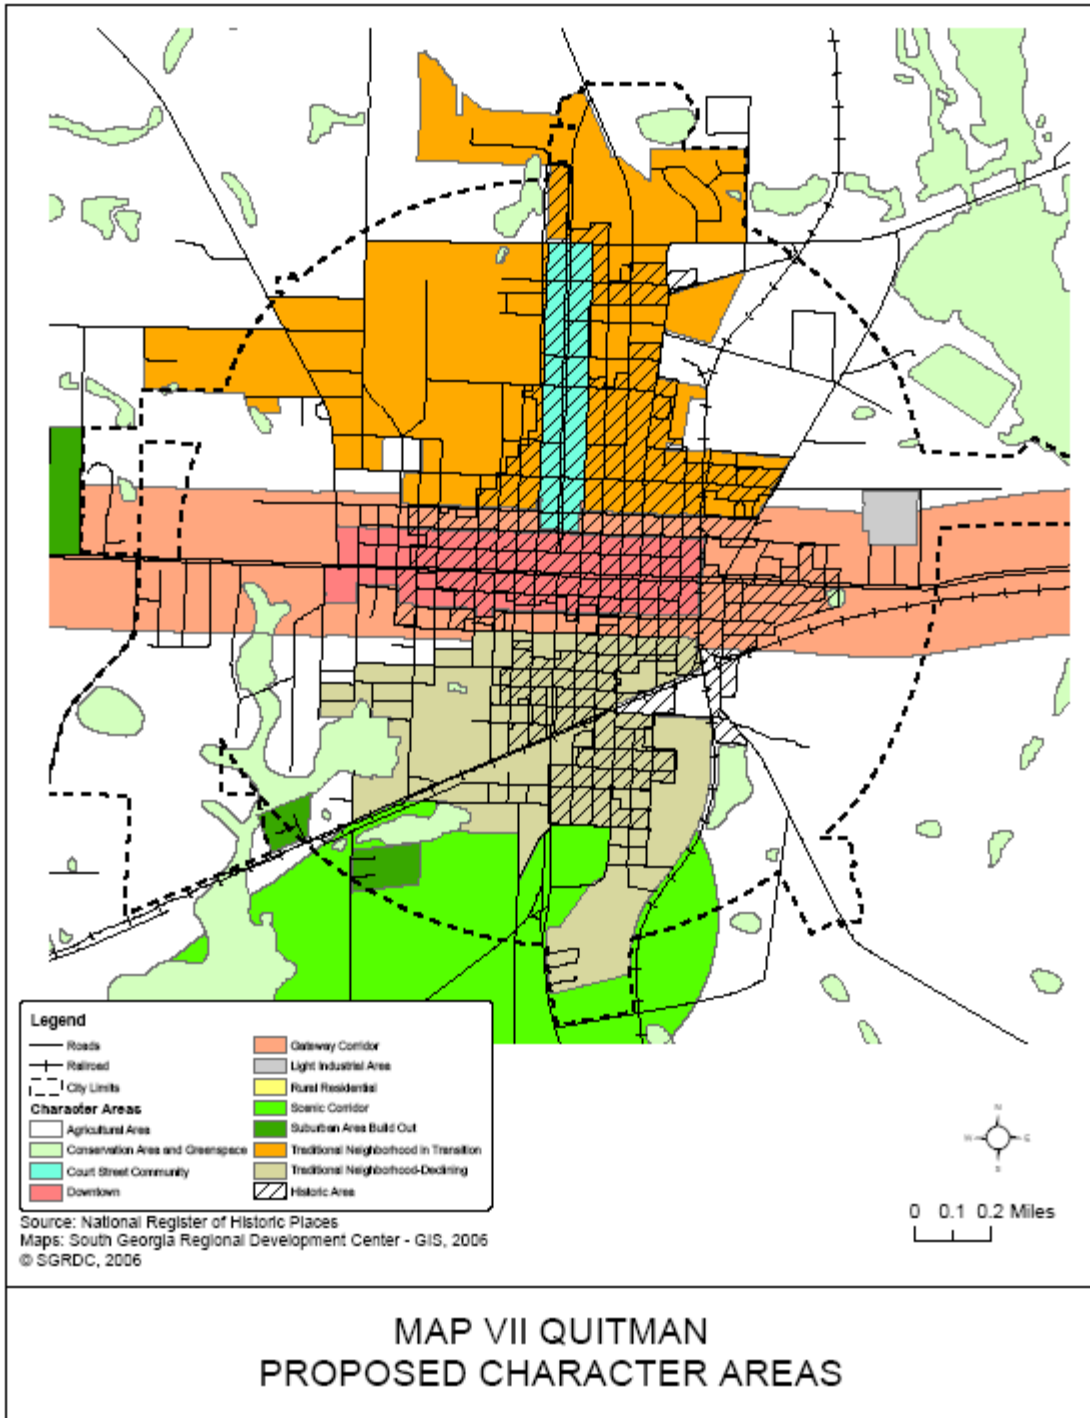 Legend
Roads
Railroad
City Limits
Character Areas
Agricultural Area
Conservation Area and Greenspace
Court Street Community
Downtown
Gateway Corridor
Light Industrial Area
Rural Residential
Scenic Corridor
Suburban Area Build Out
Traditional Neighborhood In Transition
Traditional Neighborhood-Declining
Historic Area
N
W
E
S
0 0.1 0.2 Miles
Source: National Register of Historic Places
Maps: South Georgia Regional Development Center - GIS, 2006
© SGRDC, 2006
MAP VII QUITMAN
PROPOSED CHARACTER AREAS